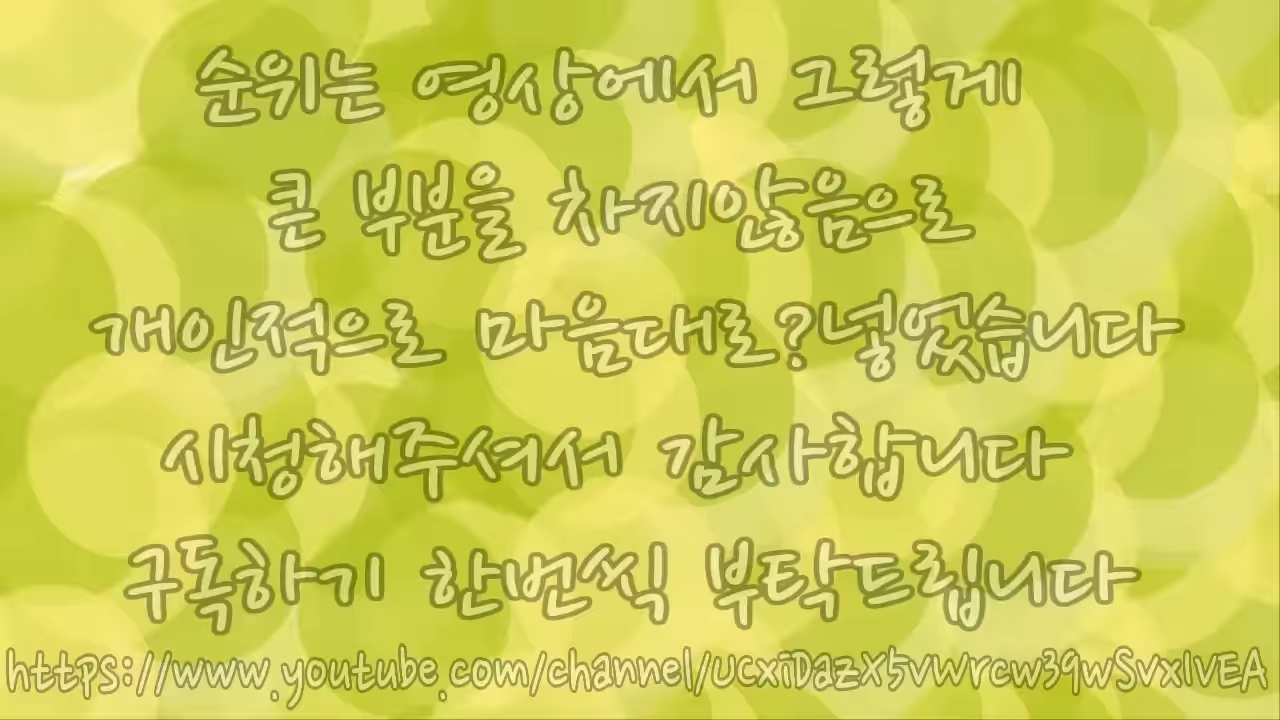 순위는 영상에서 그렇게
큰 부분을 차지않음으로
개인적으로 마음대로?넣었습니다
시청해주셔서 감사합니다
구독하기 한번씩 부탁드립니다
https://www.youtube.com/channel/UCxiDazX5vWrcw39wSvxIVEA